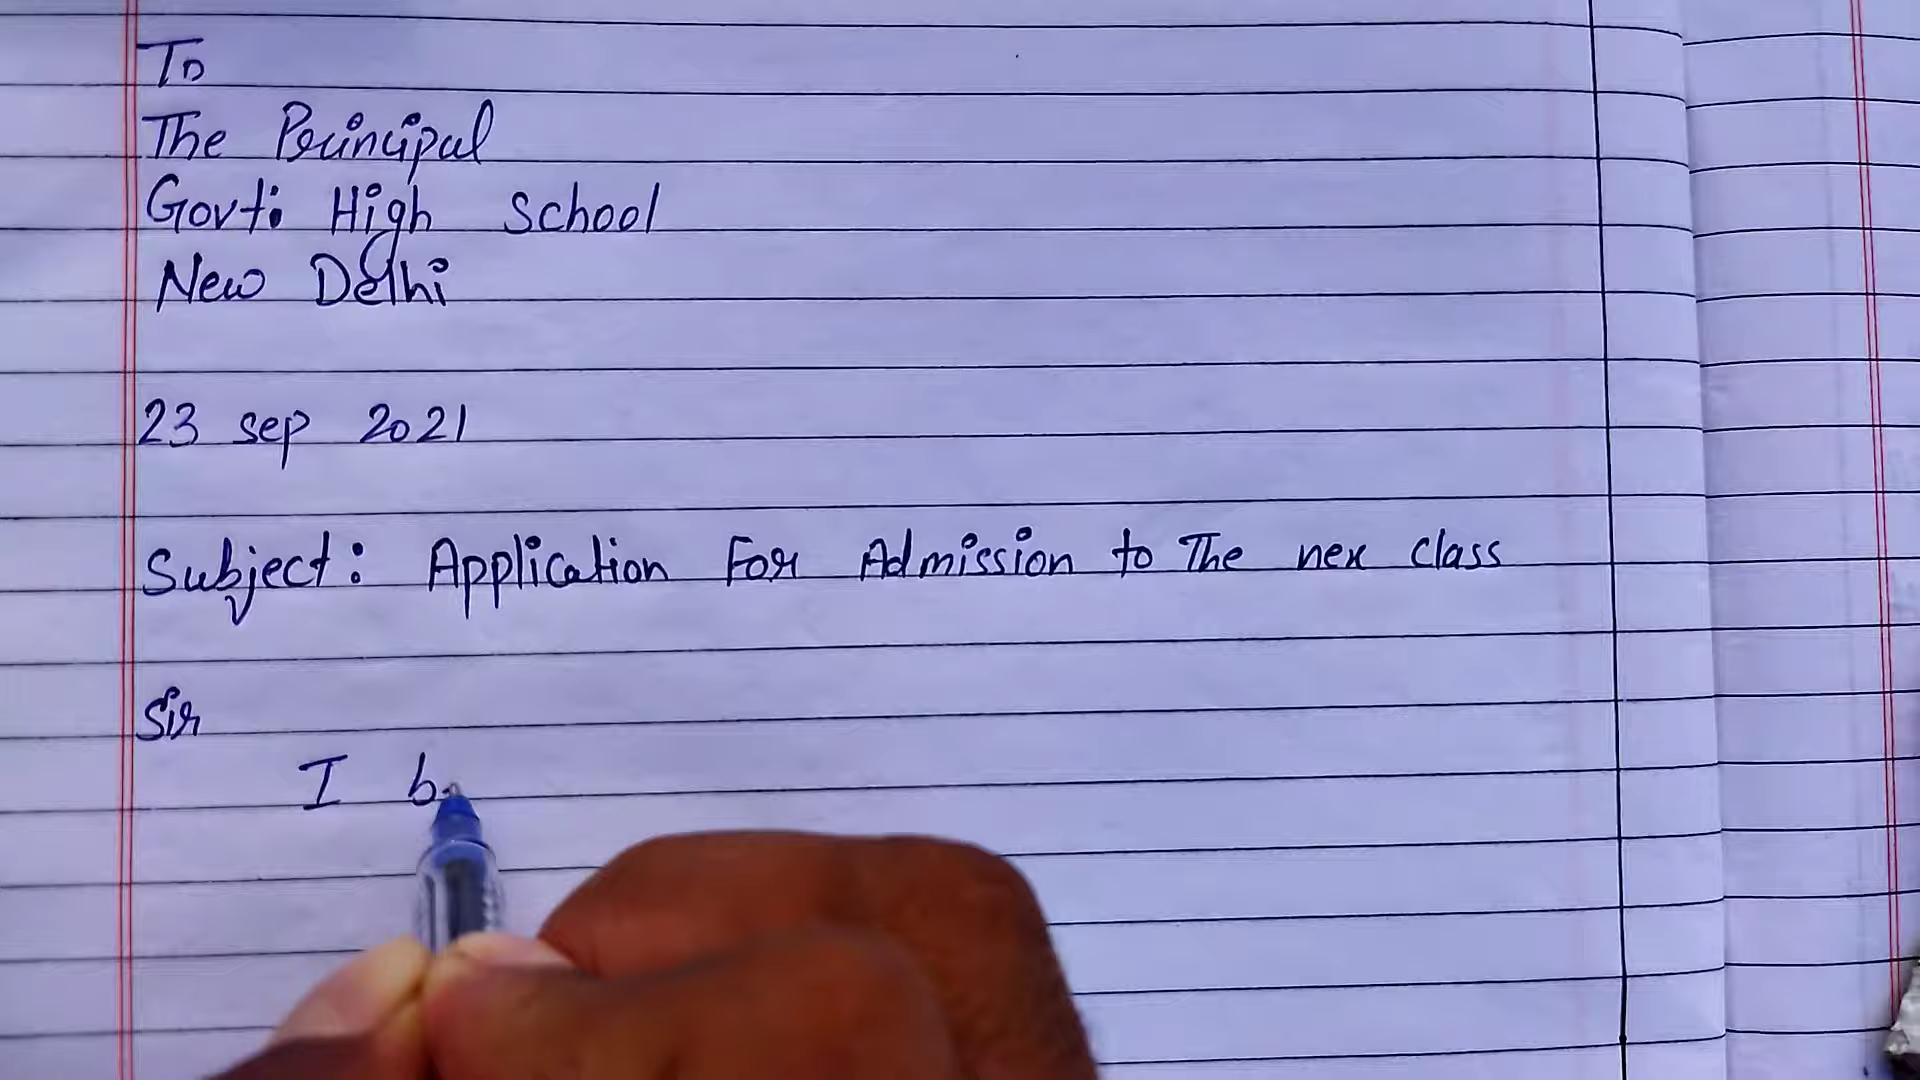 To
The Principal
Govt: High School
New Delhi
23 sep 2021
Subject: Application For Admission to The nex class
Sir
I b